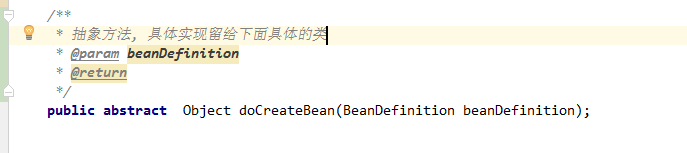 /**
* 抽象方法, 具体实现留给下面具体的类
* @param beanDefinition
* @return
*/
public abstract  Object doCreateBean(BeanDefinition beanDefinition);